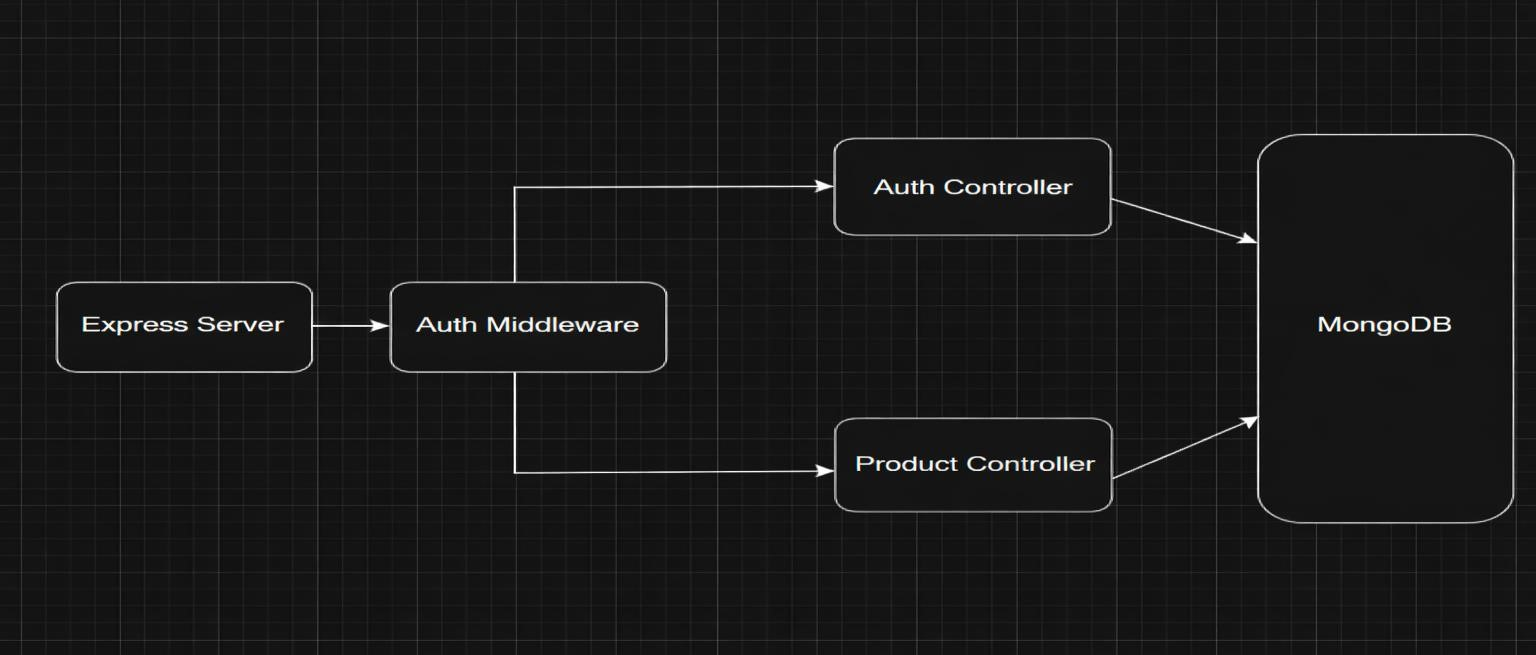 Auth Controller
Express Server
Auth Middleware
MongoDB
Product Controller